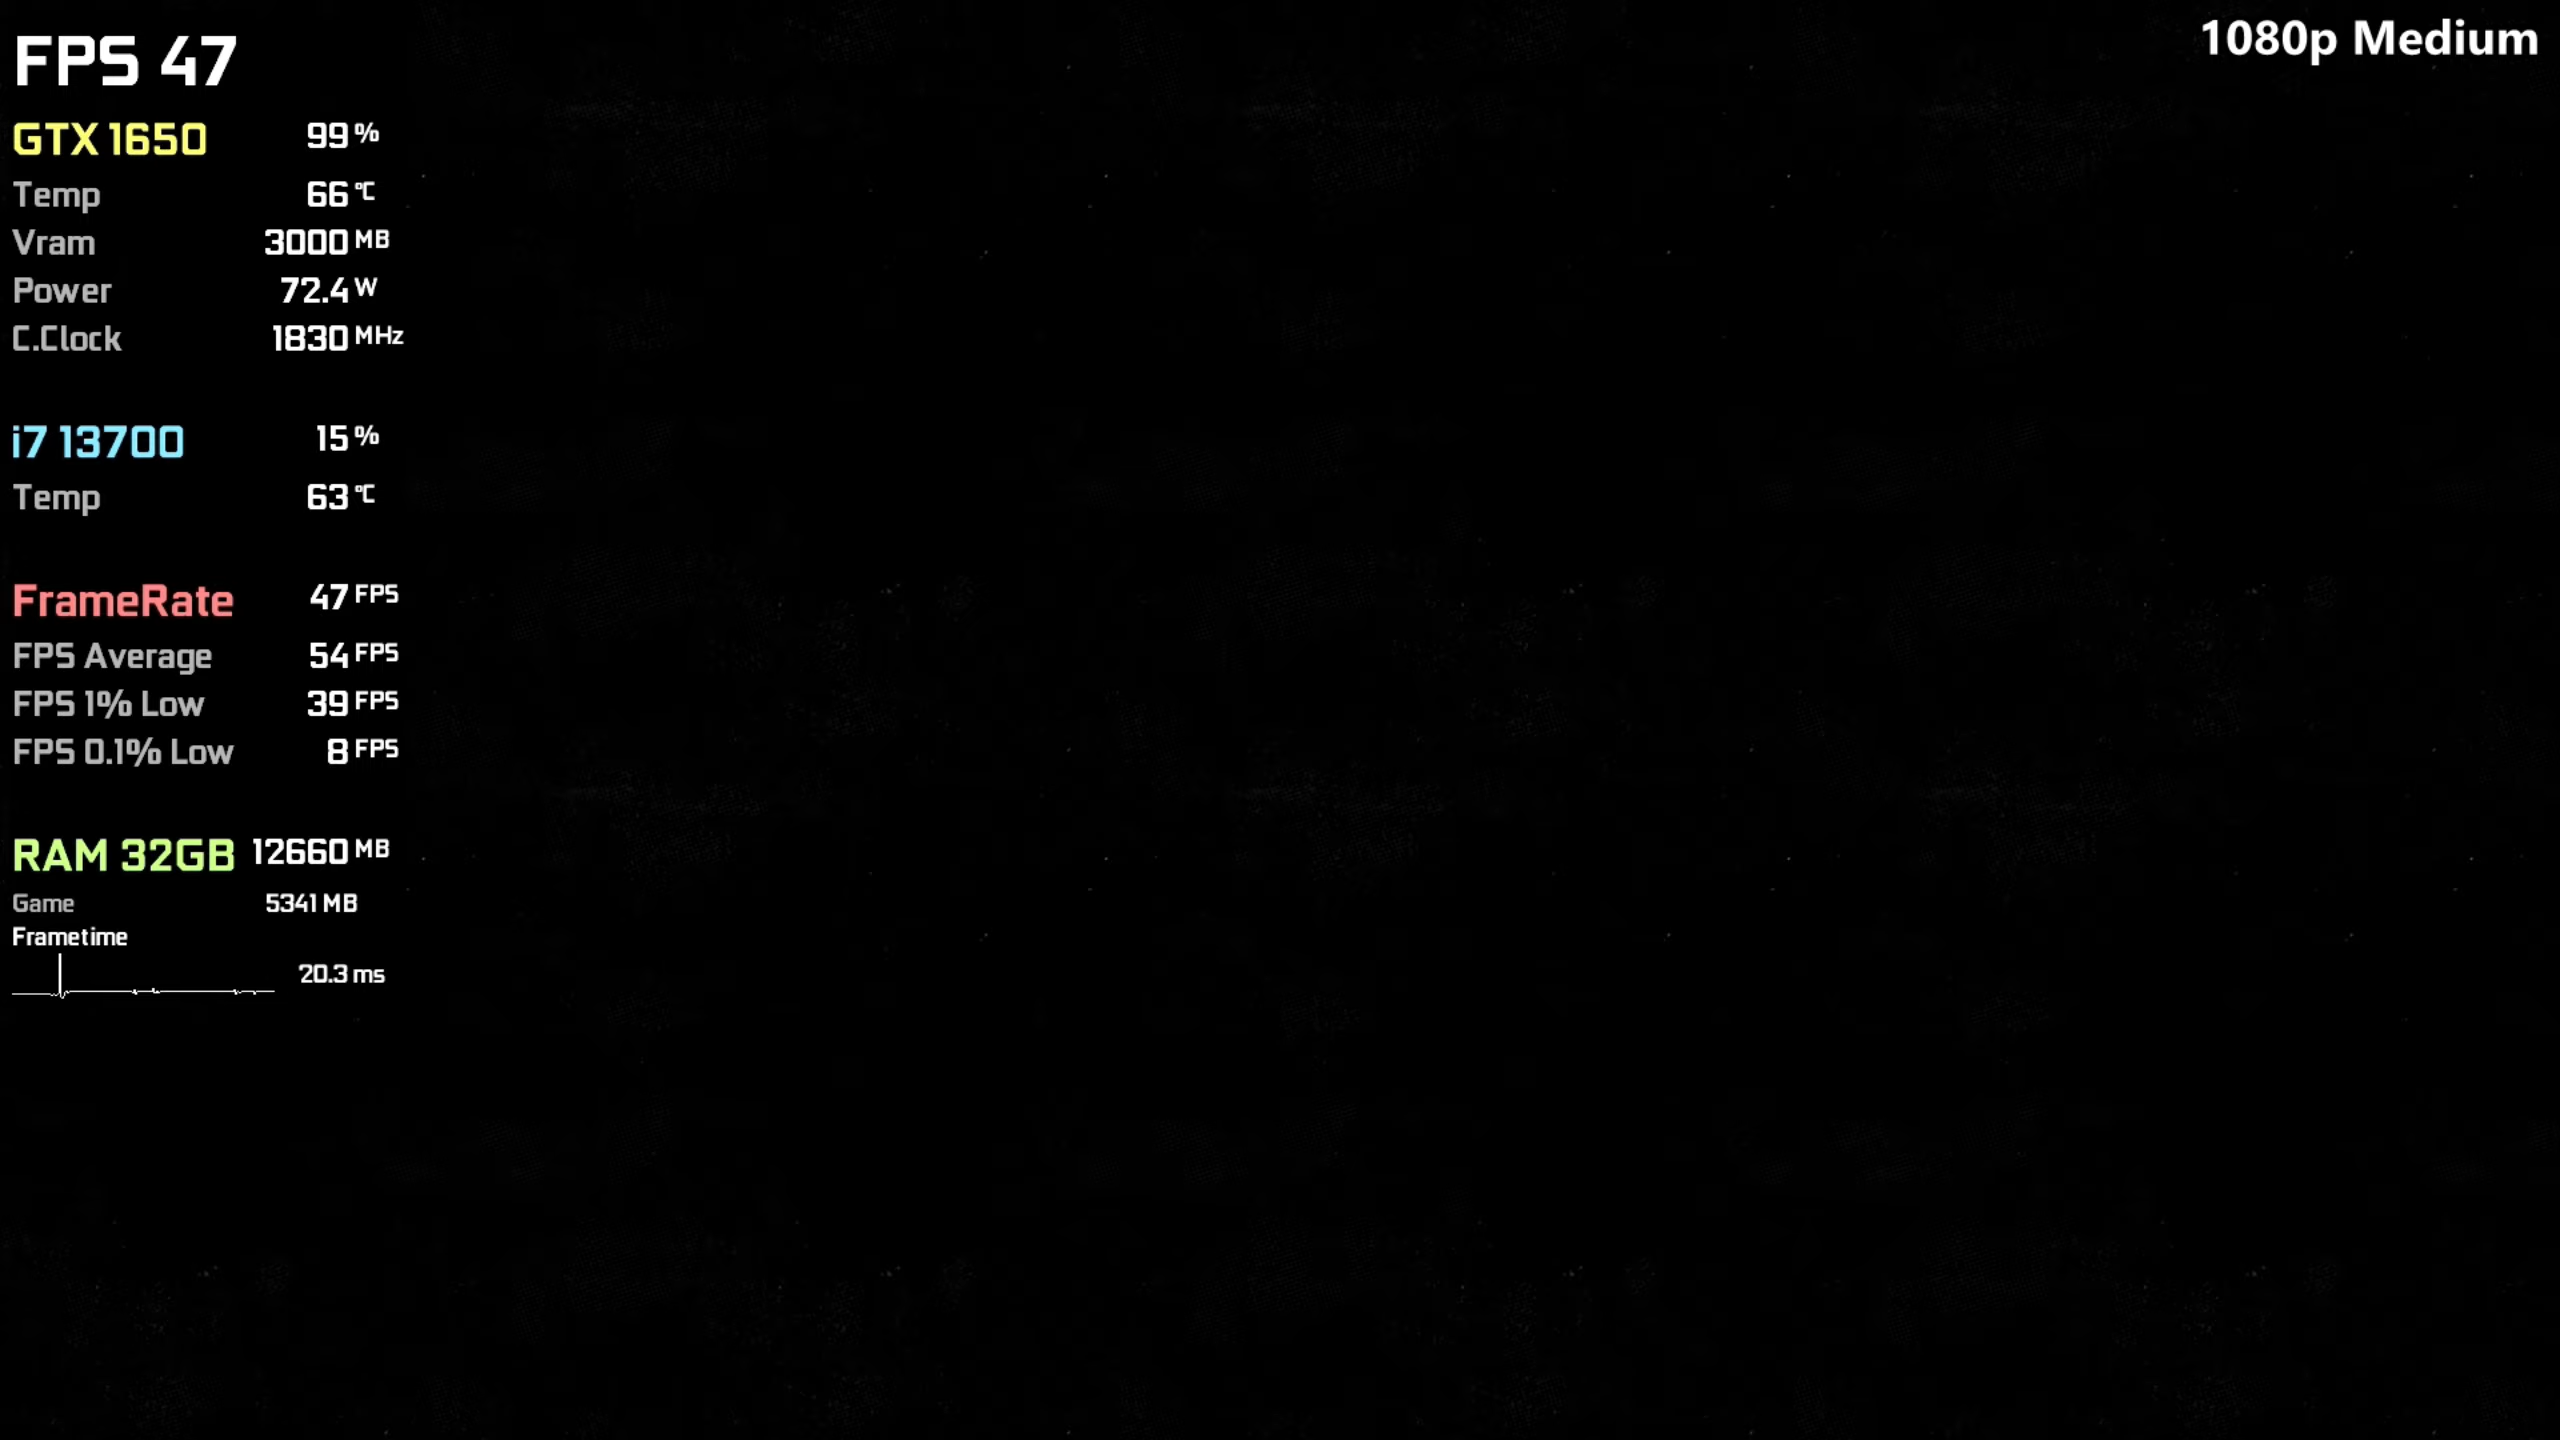 FPS 47
1080p Medium
GTX 1650 99 %
Temp 66 °C
Vram 3000 MB
Power 72.4 W
C.Clock 1830 MHz
i7 13700 15 %
Temp 63 °C
FrameRate 47 FPS
FPS Average 54 FPS
FPS 1% Low 39 FPS
FPS 0.1% Low 8 FPS
RAM 32GB 12660 MB
Game 5341 MB
Frametime
20.3 ms